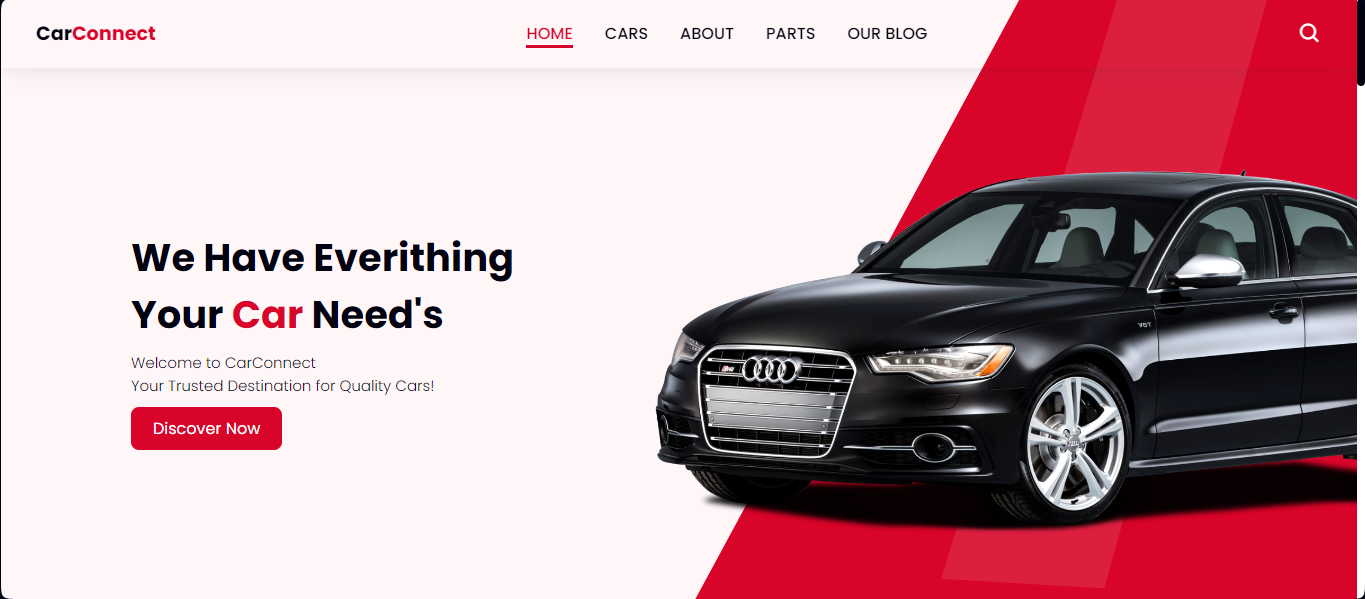 CarConnect
HOME CARS ABOUT PARTS OUR BLOG
We Have Everithing
Your Car Need's
Welcome to CarConnect
Your Trusted Destination for Quality Cars!
Discover Now
V8T